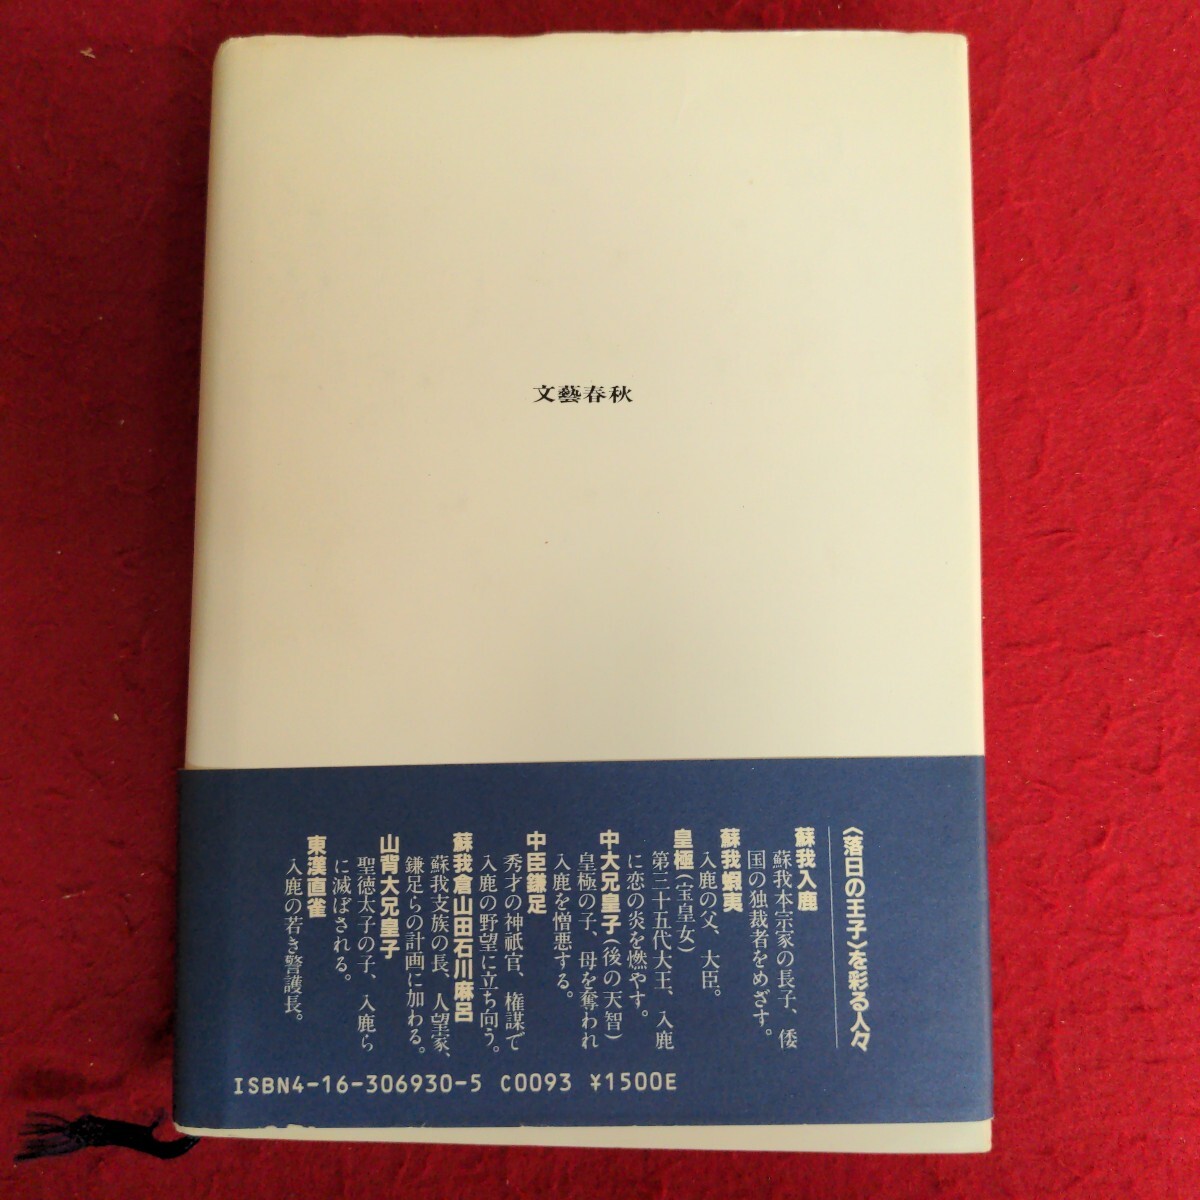 文藝春秋
〈落日の王子〉を彩る人々
蘇我入鹿
蘇我本宗家の長子、倭
国の独裁者をめざす。
蘇我蝦夷
入鹿の父、大臣。
皇極(宝皇女)
第三十五代大王、入鹿
に恋の炎を燃やす。
中大兄皇子(後の天智)
皇極の子、母を奪われ
入鹿を憎悪する。
中臣鎌足
秀才の神祇官、権謀で
入鹿の野望に立ち向う。
蘇我倉山田石川麻呂
蘇我支族の長、人望家、
鎌足らの計画に加わる。
山背大兄皇子
聖徳太子の子、入鹿ら
に滅ぼされる。
東漢直雀
入鹿の若き警護長。
ISBN4-16-306930-5 C0093 ¥1500E